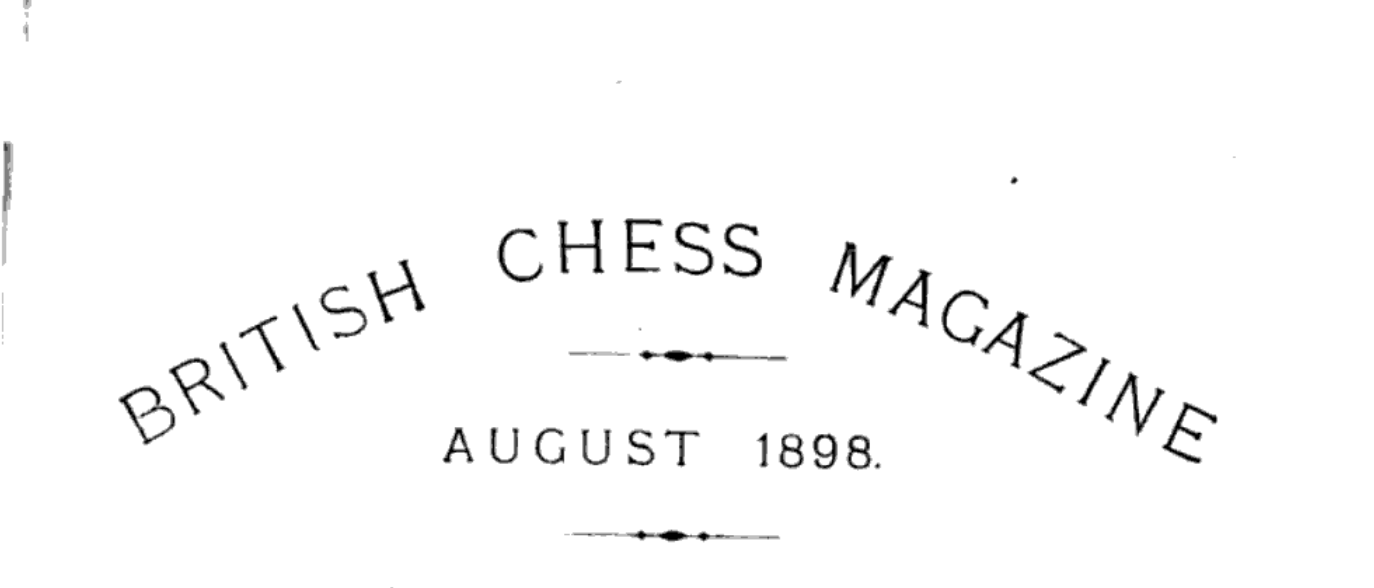 BRITISH CHESS MAGAZINE
AUGUST 1898.